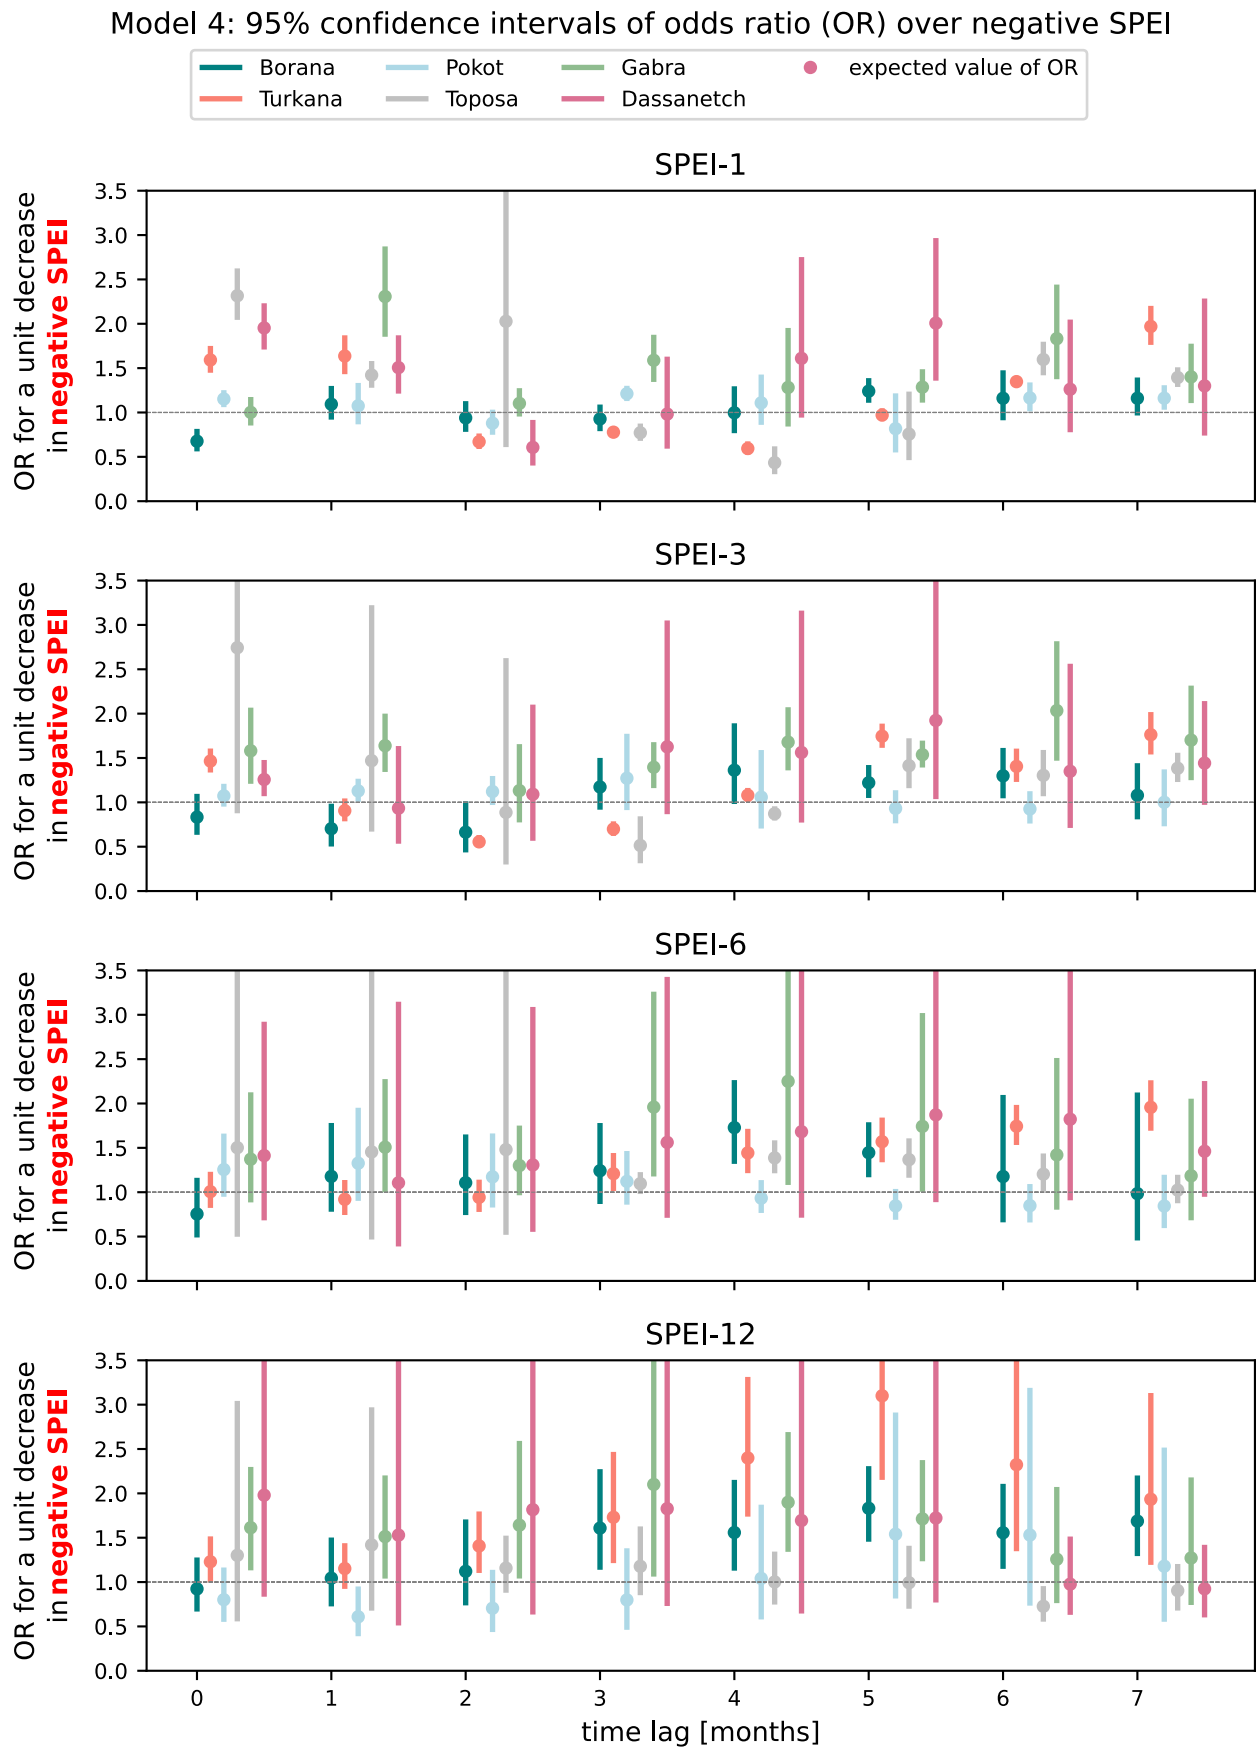 Model 4: 95% confidence intervals of odds ratio (OR) over negative SPEI
Borana Pokot Gabra expected value of OR
Turkana Toposa Dassanetch
SPEI-1
OR for a unit decrease
in negative SPEI
3.5
3.0
2.5
2.0
1.5
1.0
0.5
0.0
SPEI-3
OR for a unit decrease
in negative SPEI
3.5
3.0
2.5
2.0
1.5
1.0
0.5
0.0
SPEI-6
OR for a unit decrease
in negative SPEI
3.5
3.0
2.5
2.0
1.5
1.0
0.5
0.0
SPEI-12
OR for a unit decrease
in negative SPEI
3.5
3.0
2.5
2.0
1.5
1.0
0.5
0.0
0 1 2 3 4 5 6 7
time lag [months]